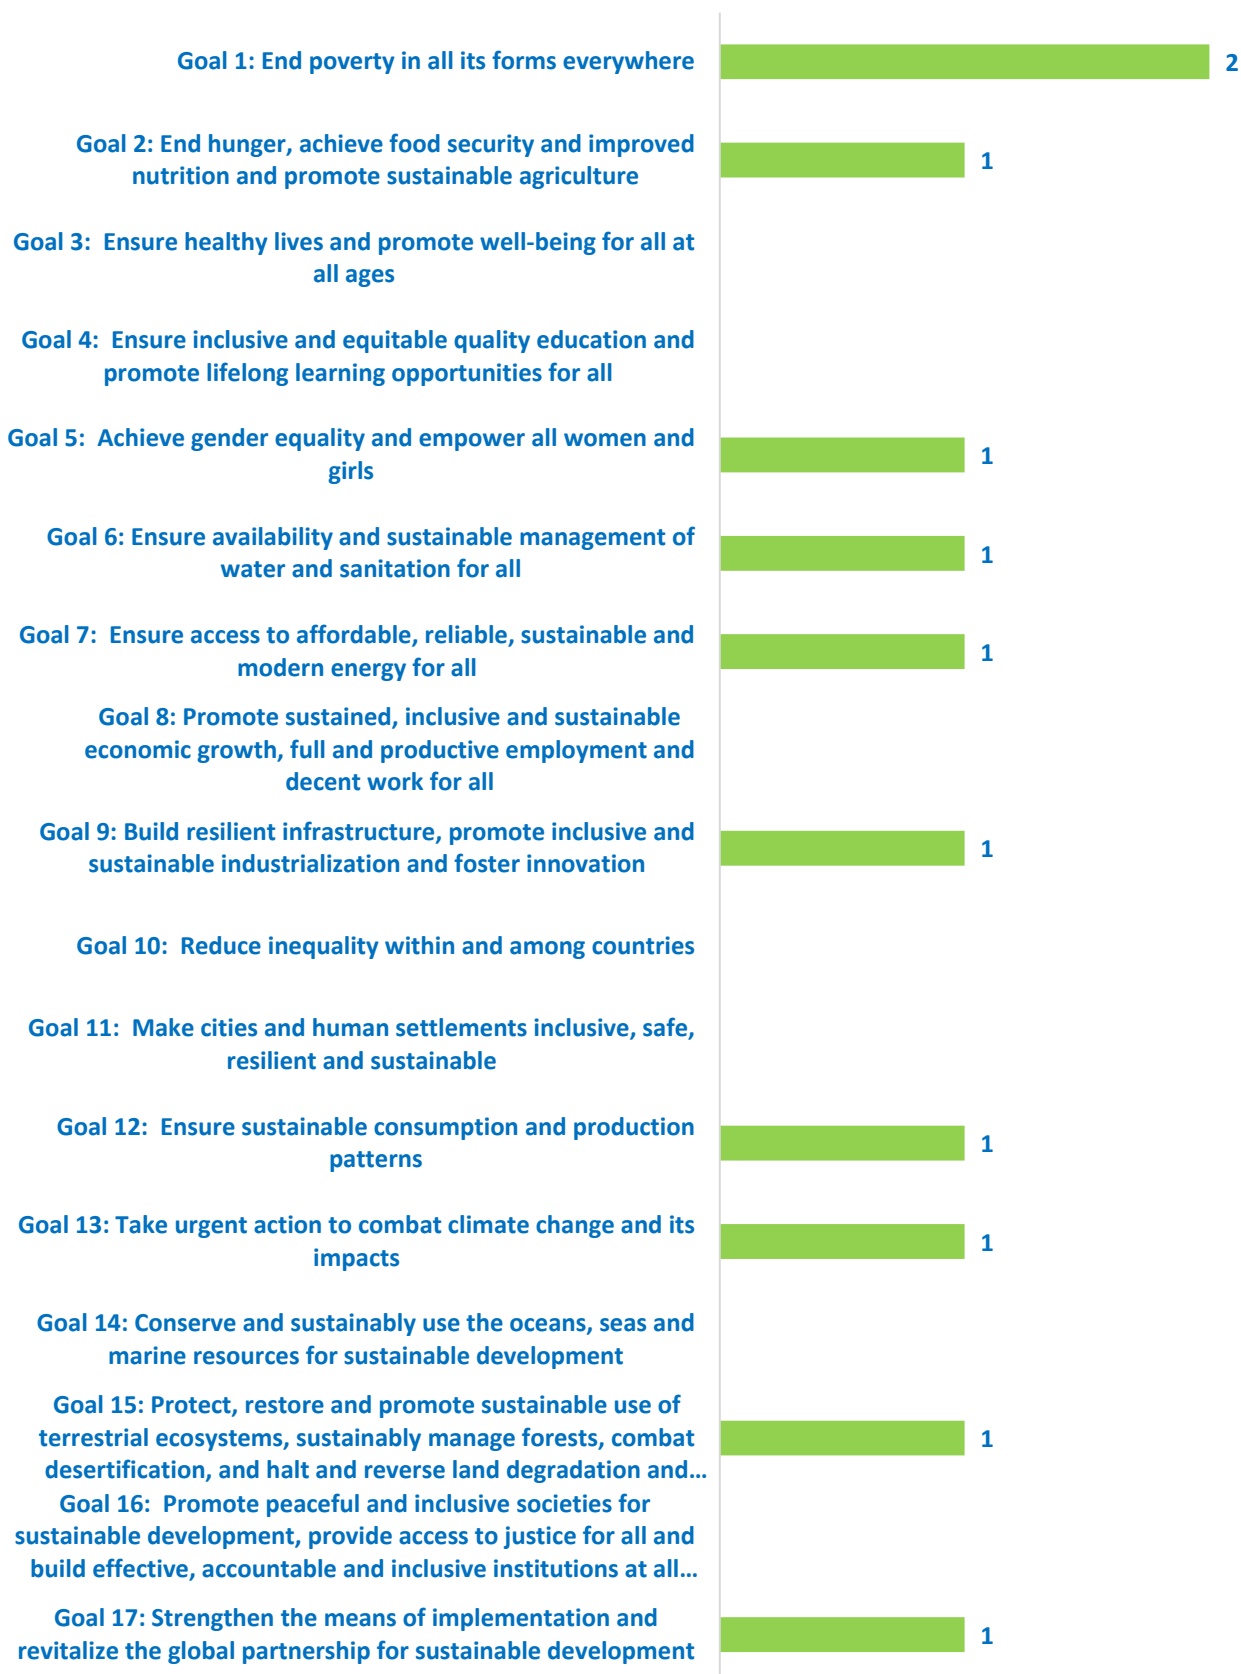 Goal 1: End poverty in all its forms everywhere
2
Goal 2: End hunger, achieve food security and improved
nutrition and promote sustainable agriculture
1
Goal 3:  Ensure healthy lives and promote well-being for all at
all ages
Goal 4:  Ensure inclusive and equitable quality education and
promote lifelong learning opportunities for all
Goal 5:  Achieve gender equality and empower all women and
girls
1
Goal 6: Ensure availability and sustainable management of
water and sanitation for all
1
Goal 7:  Ensure access to affordable, reliable, sustainable and
modern energy for all
1
Goal 8: Promote sustained, inclusive and sustainable
economic growth, full and productive employment and
decent work for all
Goal 9: Build resilient infrastructure, promote inclusive and
sustainable industrialization and foster innovation
1
Goal 10:  Reduce inequality within and among countries
Goal 11:  Make cities and human settlements inclusive, safe,
resilient and sustainable
Goal 12:  Ensure sustainable consumption and production
patterns
1
Goal 13: Take urgent action to combat climate change and its
impacts
1
Goal 14: Conserve and sustainably use the oceans, seas and
marine resources for sustainable development
Goal 15: Protect, restore and promote sustainable use of
terrestrial ecosystems, sustainably manage forests, combat
desertification, and halt and reverse land degradation and…
1
Goal 16:  Promote peaceful and inclusive societies for
sustainable development, provide access to justice for all and
build effective, accountable and inclusive institutions at all…
Goal 17: Strengthen the means of implementation and
revitalize the global partnership for sustainable development
1